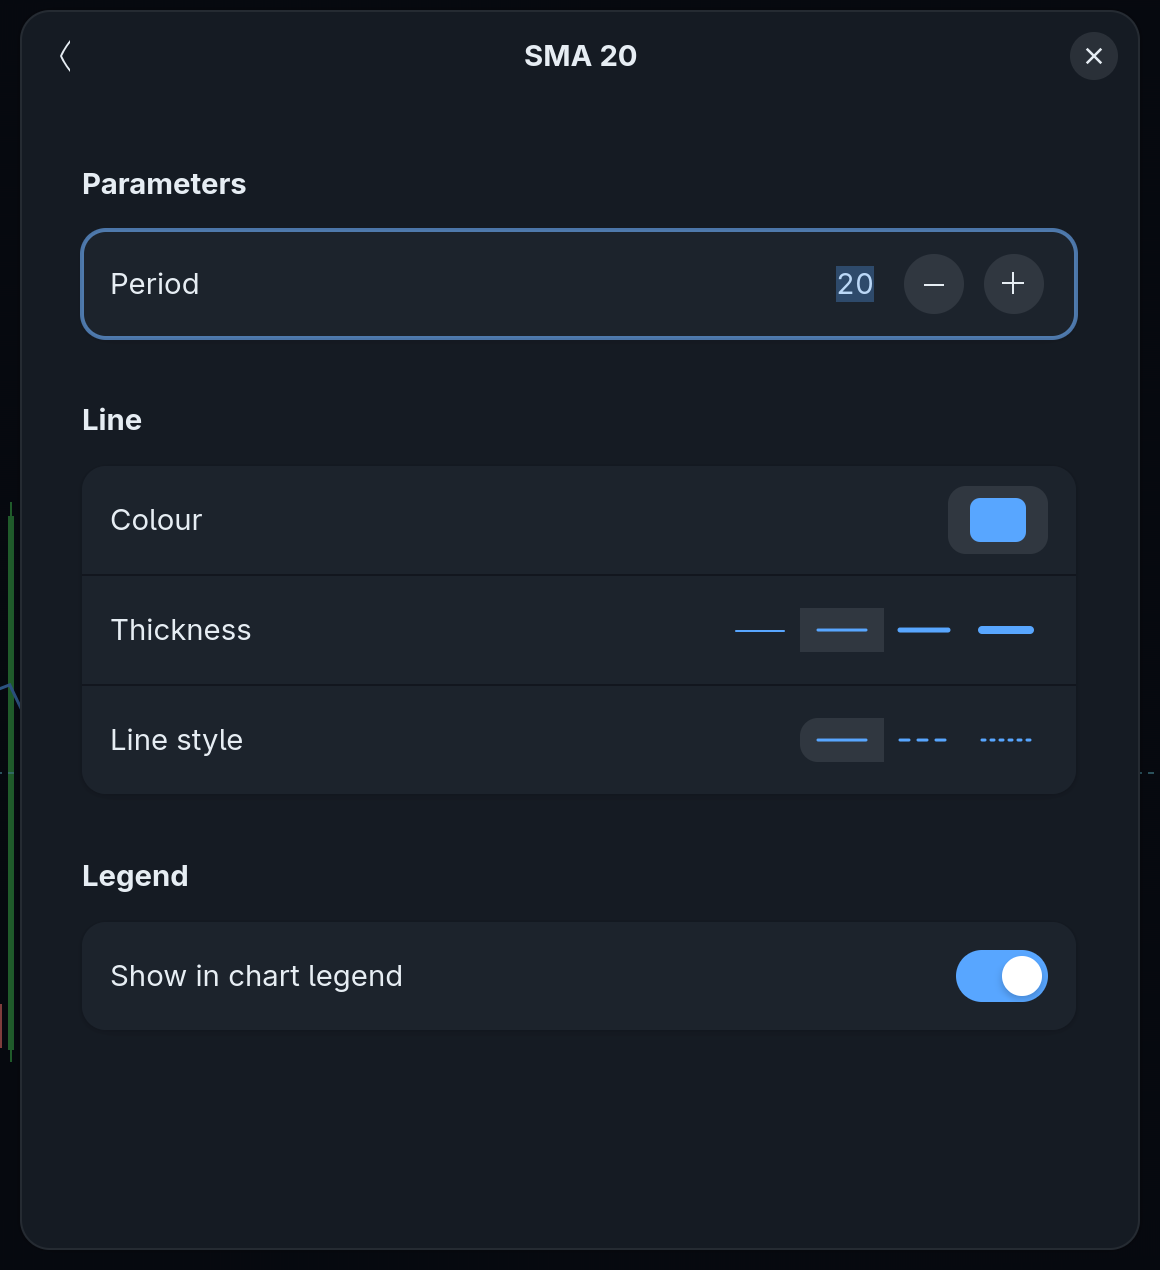 SMA 20
Parameters
Period 20
Line
Colour
Thickness
Line style
Legend
Show in chart legend